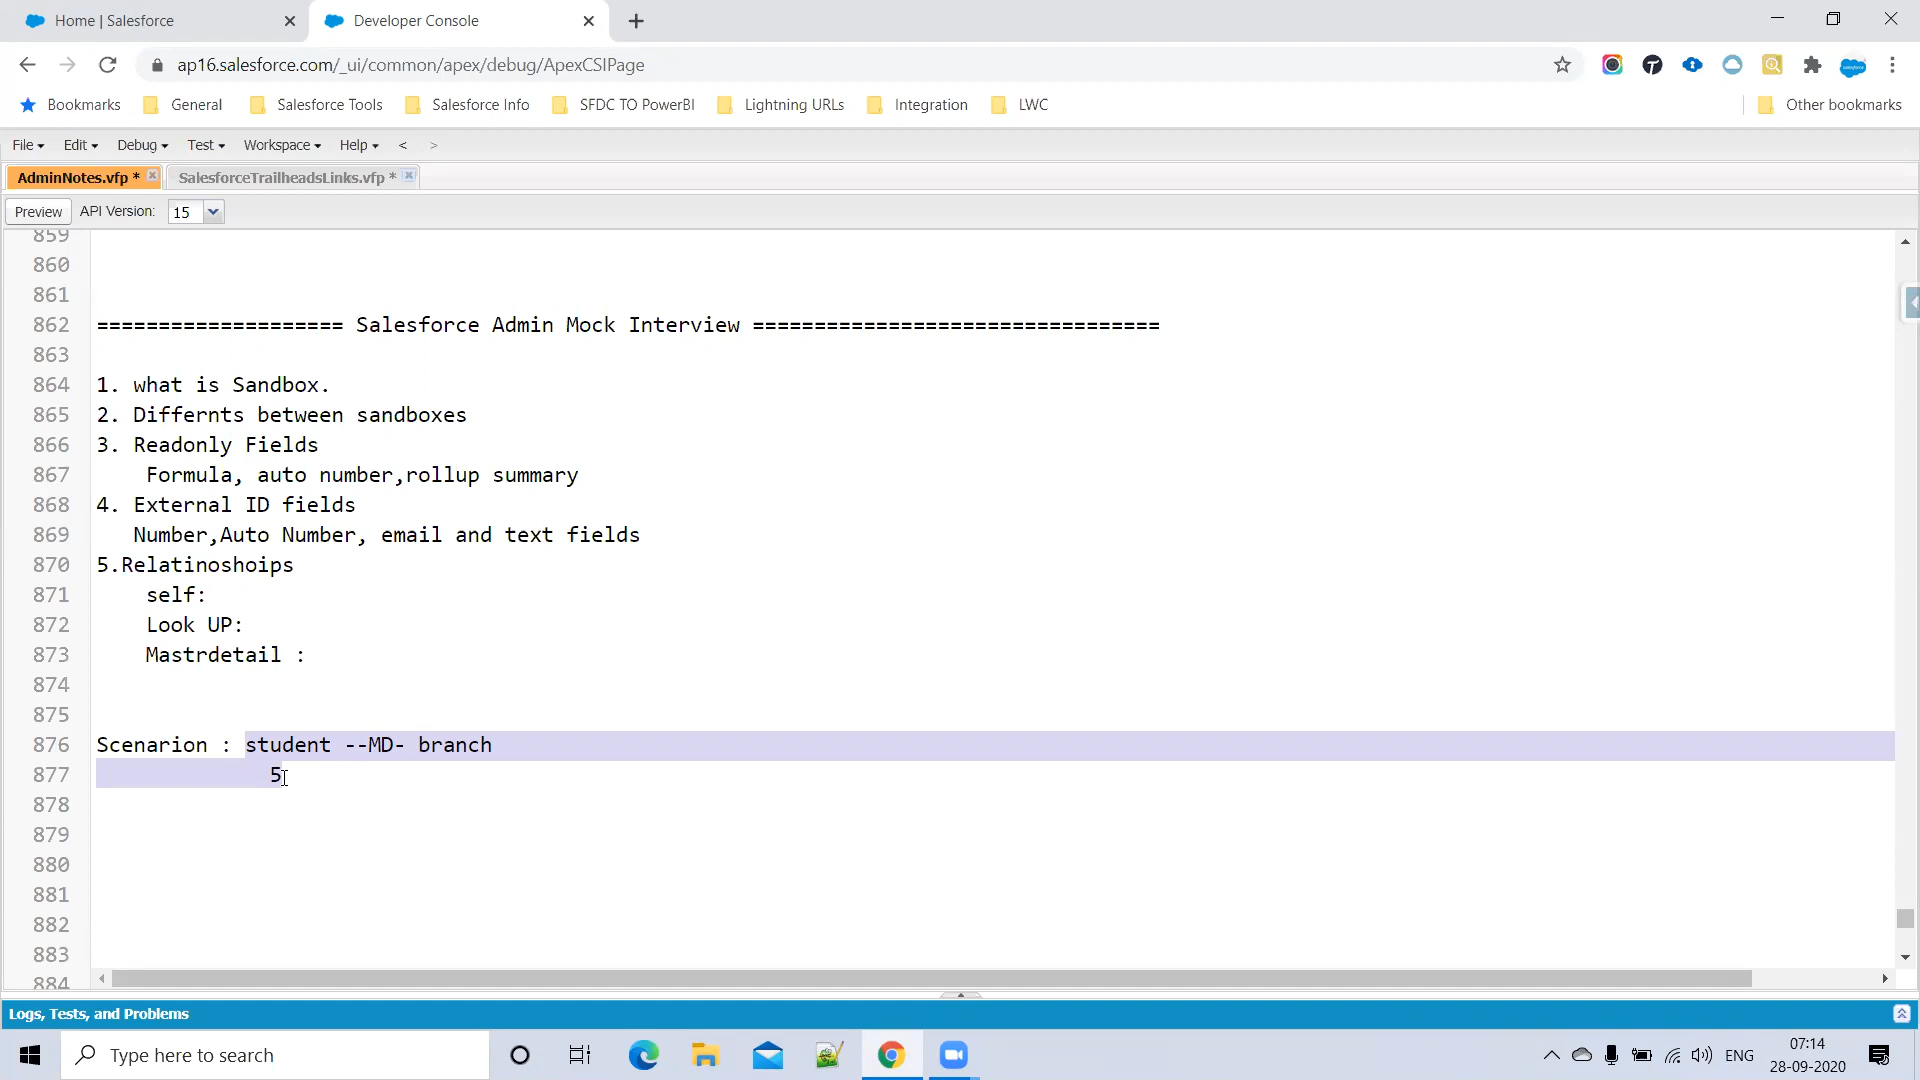 Home | Salesforce
Developer Console
ap16.salesforce.com/_ui/common/apex/debug/ApexCSIPage
Bookmarks General Salesforce Tools Salesforce Info SFDC TO PowerBI Lightning URLs Integration LWC Other bookmarks
File Edit Debug Test Workspace Help < >
AdminNotes.vfp * SalesforceTrailheadsLinks.vfp *
Preview API Version: 15
859
860
861
862 ==================== Salesforce Admin Mock Interview =================================
863
864 1. what is Sandbox.
865 2. Differnts between sandboxes
866 3. Readonly Fields
867 Formula, auto number,rollup summary
868 4. External ID fields
869 Number,Auto Number, email and text fields
870 5.Relatinoshoips
871 self:
872 Look UP:
873 Mastrdetail :
874
875
876 Scenarion : student --MD- branch
877 5
878
879
880
881
882
883
884
Logs, Tests, and Problems
Type here to search
ENG
07:14
28-09-2020